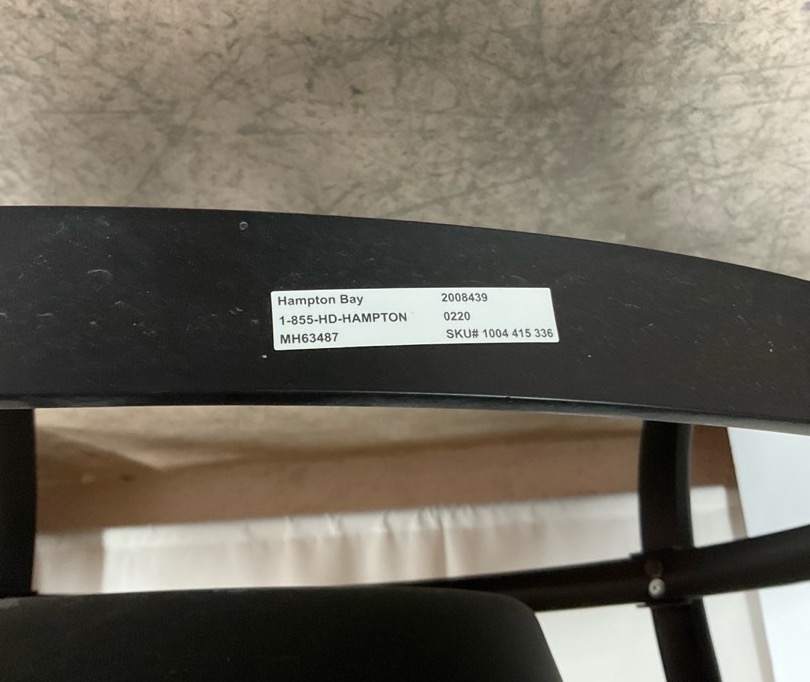 Hampton Bay 2008439
1-855-HD-HAMPTON 0220
MH63487 SKU# 1004 415 336